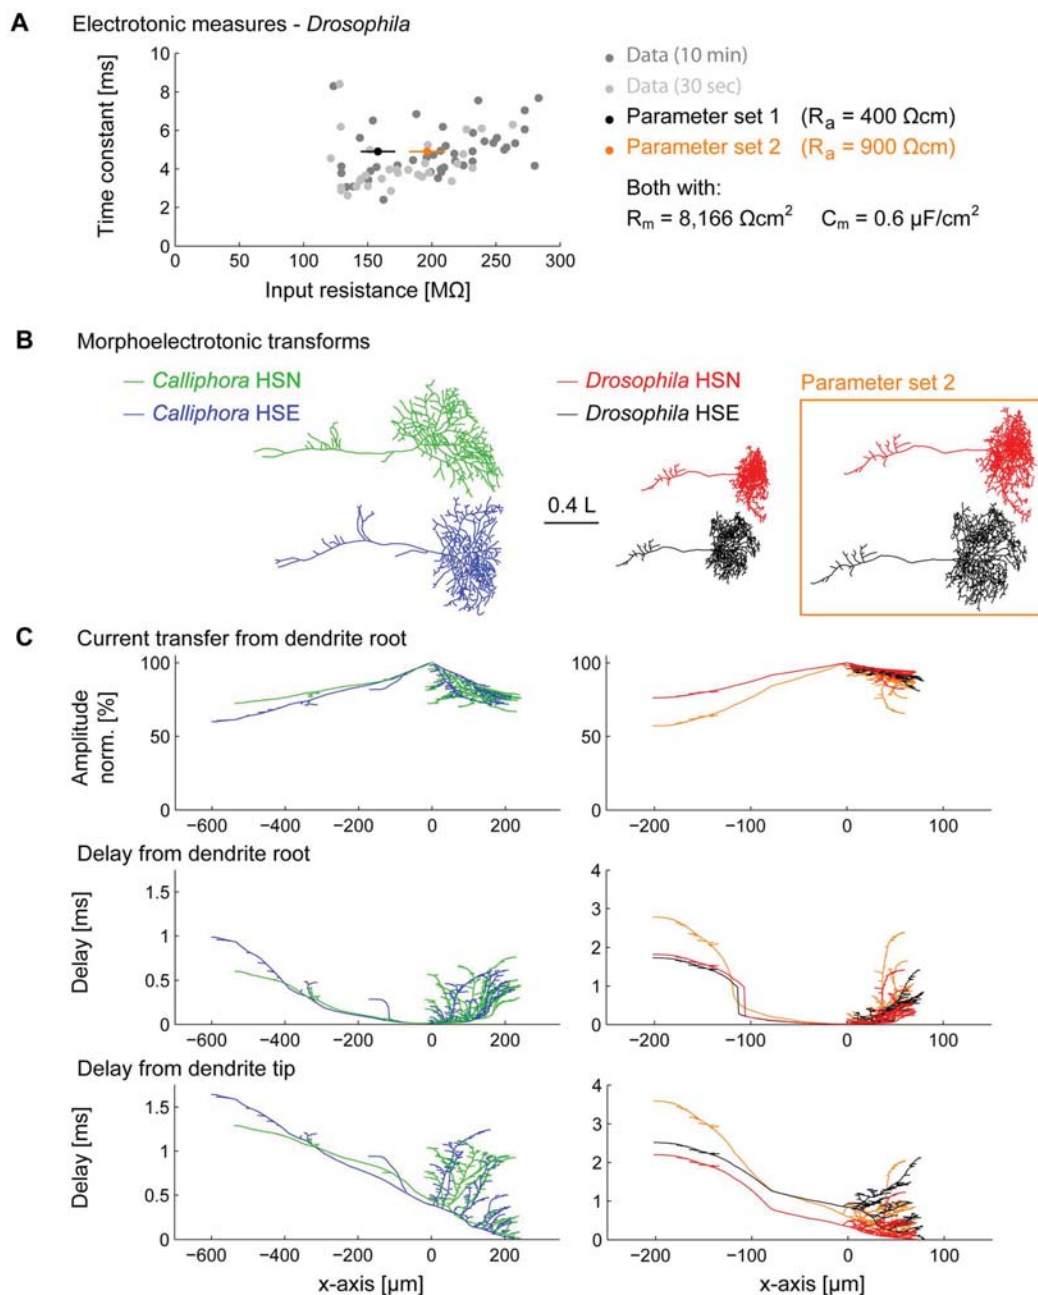 A
Electrotonic measures - Drosophila
Time constant [ms]
10
8
6
4
2
0
0 50 100 150 200 250 300
Input resistance [MΩ]
Data (10 min)
Data (30 sec)
Parameter set 1 (Ra = 400 Ωcm)
Parameter set 2 (Ra = 900 Ωcm)
Both with:
Rm = 8,166 Ωcm² Cm = 0.6 µF/cm²
B
Morphoelectrotonic transforms
Calliphora HSN
Calliphora HSE
Drosophila HSN
Drosophila HSE
0.4 L
Parameter set 2
C
Current transfer from dendrite root
Amplitude
norm. [%]
100
50
0
−600 −400 −200 0 200
100
50
0
−200 −100 0 100
Delay from dendrite root
Delay [ms]
1.5
1
0.5
0
−600 −400 −200 0 200
4
3
2
1
0
−200 −100 0 100
Delay from dendrite tip
Delay [ms]
1.5
1
0.5
0
−600 −400 −200 0 200
x-axis [µm]
4
3
2
1
0
−200 −100 0 100
x-axis [µm]